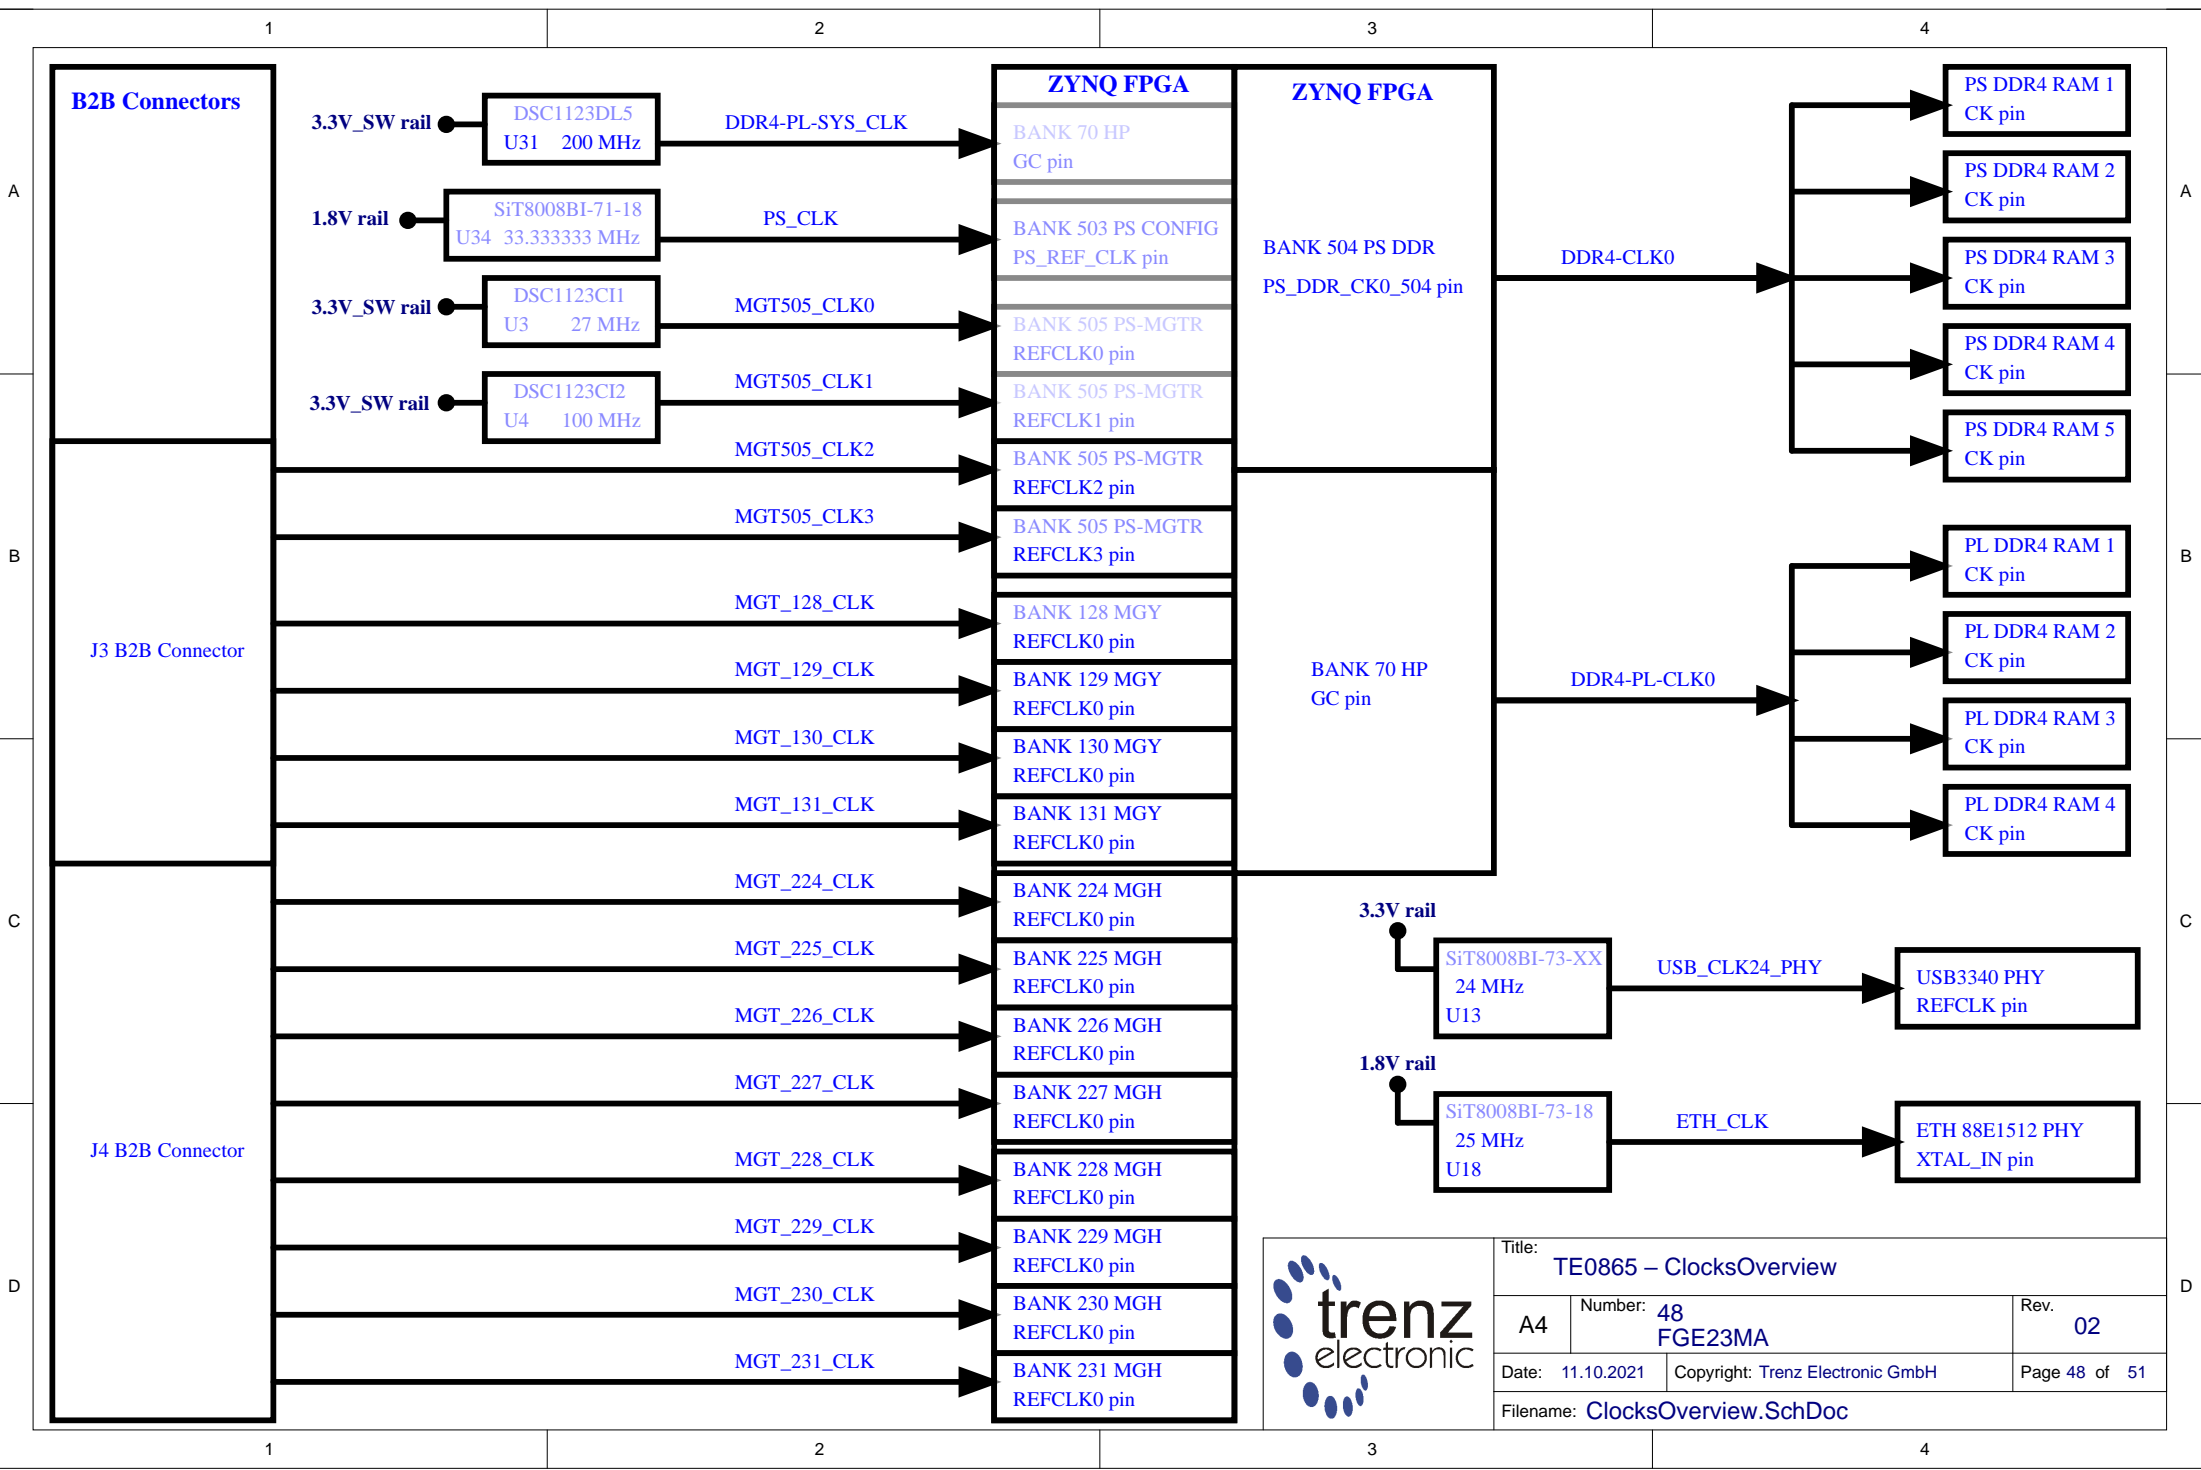 1
2
3
4
A
B
C
D
B2B Connectors
J3 B2B Connector
J4 B2B Connector
3.3V_SW rail
DSC1123DL5
U31 200 MHz
DDR4-PL-SYS_CLK
1.8V rail
SiT8008BI-71-18
U34 33.333333 MHz
PS_CLK
3.3V_SW rail
DSC1123CI1
U3 27 MHz
MGT505_CLK0
3.3V_SW rail
DSC1123CI2
U4 100 MHz
MGT505_CLK1
MGT505_CLK2
MGT505_CLK3
MGT_128_CLK
MGT_129_CLK
MGT_130_CLK
MGT_131_CLK
MGT_224_CLK
MGT_225_CLK
MGT_226_CLK
MGT_227_CLK
MGT_228_CLK
MGT_229_CLK
MGT_230_CLK
MGT_231_CLK
ZYNQ FPGA
BANK 70 HP
GC pin
BANK 503 PS CONFIG
PS_REF_CLK pin
BANK 505 PS-MGTR
REFCLK0 pin
BANK 505 PS-MGTR
REFCLK1 pin
BANK 505 PS-MGTR
REFCLK2 pin
BANK 505 PS-MGTR
REFCLK3 pin
BANK 128 MGY
REFCLK0 pin
BANK 129 MGY
REFCLK0 pin
BANK 130 MGY
REFCLK0 pin
BANK 131 MGY
REFCLK0 pin
BANK 224 MGH
REFCLK0 pin
BANK 225 MGH
REFCLK0 pin
BANK 226 MGH
REFCLK0 pin
BANK 227 MGH
REFCLK0 pin
BANK 228 MGH
REFCLK0 pin
BANK 229 MGH
REFCLK0 pin
BANK 230 MGH
REFCLK0 pin
BANK 231 MGH
REFCLK0 pin
ZYNQ FPGA
BANK 504 PS DDR
PS_DDR_CK0_504 pin
BANK 70 HP
GC pin
DDR4-CLK0
DDR4-PL-CLK0
PS DDR4 RAM 1
CK pin
PS DDR4 RAM 2
CK pin
PS DDR4 RAM 3
CK pin
PS DDR4 RAM 4
CK pin
PS DDR4 RAM 5
CK pin
PL DDR4 RAM 1
CK pin
PL DDR4 RAM 2
CK pin
PL DDR4 RAM 3
CK pin
PL DDR4 RAM 4
CK pin
3.3V rail
SiT8008BI-73-XX
24 MHz
U13
USB_CLK24_PHY
USB3340 PHY
REFCLK pin
1.8V rail
SiT8008BI-73-18
25 MHz
U18
ETH_CLK
ETH 88E1512 PHY
XTAL_IN pin
trenz
electronic
Title:
TE0865 – ClocksOverview
A4
Number: 48
FGE23MA
Rev.
02
Date: 11.10.2021
Copyright: Trenz Electronic GmbH
Page 48 of 51
Filename: ClocksOverview.SchDoc
A
B
C
D
1
2
3
4